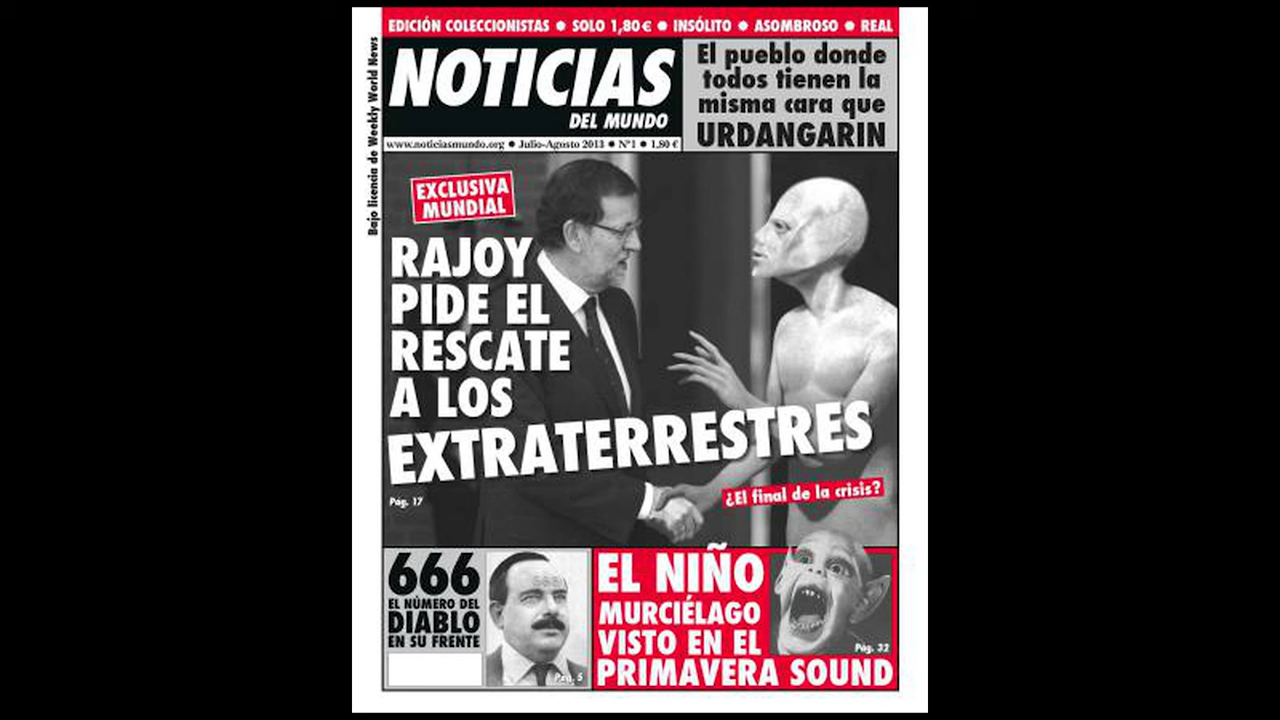 EDICIÓN COLECCIONISTAS ● SOLO 1,80 € ● INSÓLITO ● ASOMBROSO ● REAL
Bajo licencia de Weekly World News
NOTICIAS
DEL MUNDO
www.noticiasmundo.org ● Julio-Agosto 2013 ● Nº1 ● 1,80 €
El pueblo donde
todos tienen la
misma cara que
URDANGARIN
EXCLUSIVA
MUNDIAL
RAJOY
PIDE EL
RESCATE
A LOS
EXTRATERRESTRES
Pág. 17
¿El final de la crisis?
666
EL NÚMERO DEL
DIABLO
EN SU FRENTE
666
Pág. 5
EL NIÑO
MURCIÉLAGO
VISTO EN EL
PRIMAVERA SOUND
Pág. 32